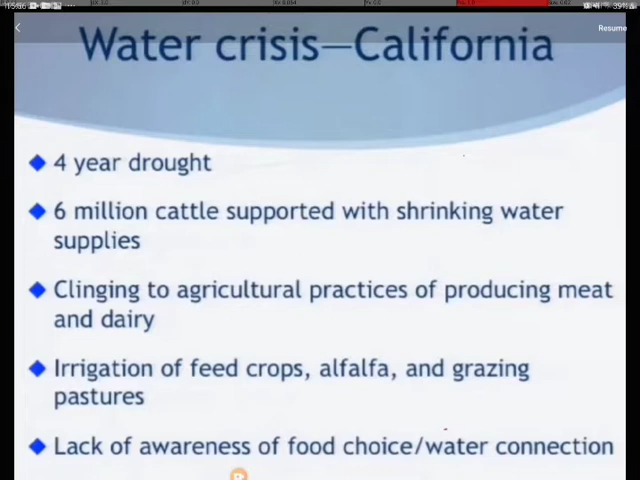 Resume
Water crisis—California
4 year drought
6 million cattle supported with shrinking water
supplies
Clinging to agricultural practices of producing meat
and dairy
Irrigation of feed crops, alfalfa, and grazing
pastures
Lack of awareness of food choice/water connection